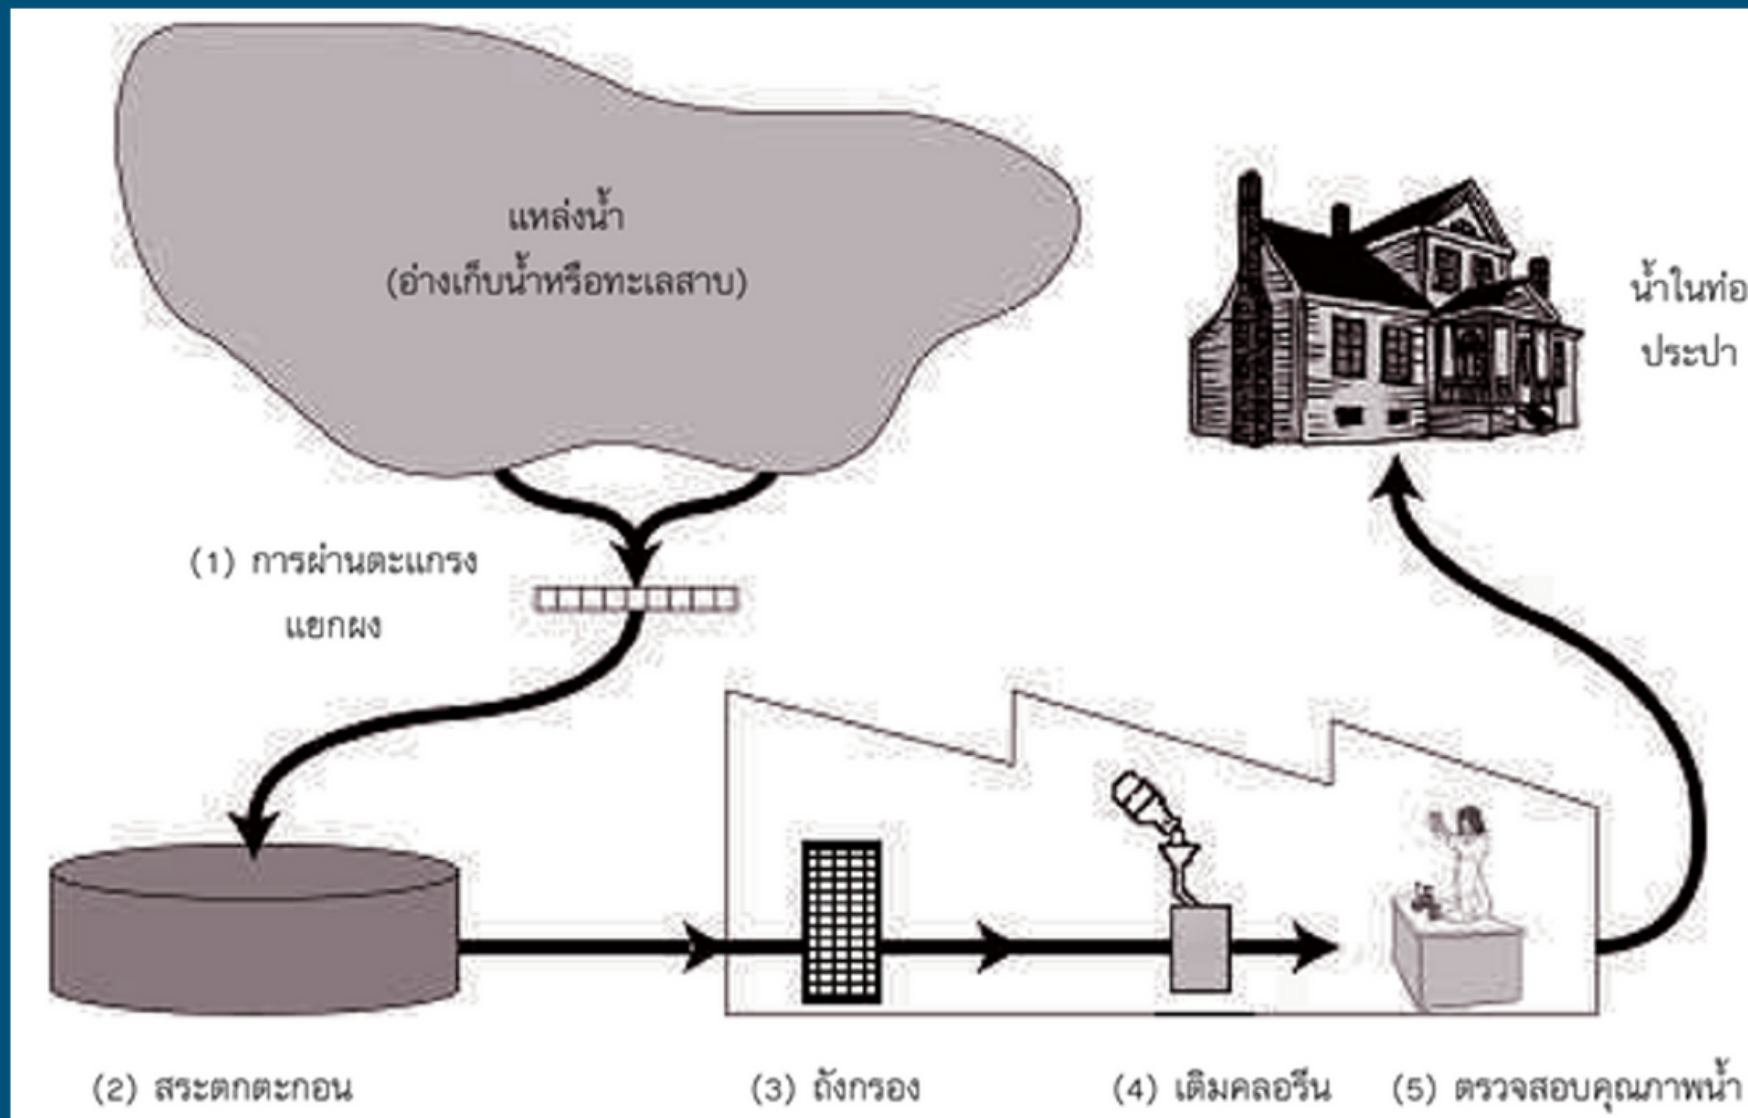 แหล่งน้ำ
(อ่างเก็บน้ำหรือทะเลสาบ)
น้ำในท่อ
ประปา
(1) การผ่านตะแกรง
แยกผง
(2) สระตกตะกอน
(3) ถังกรอง
(4) เติมคลอรีน
(5) ตรวจสอบคุณภาพน้ำ